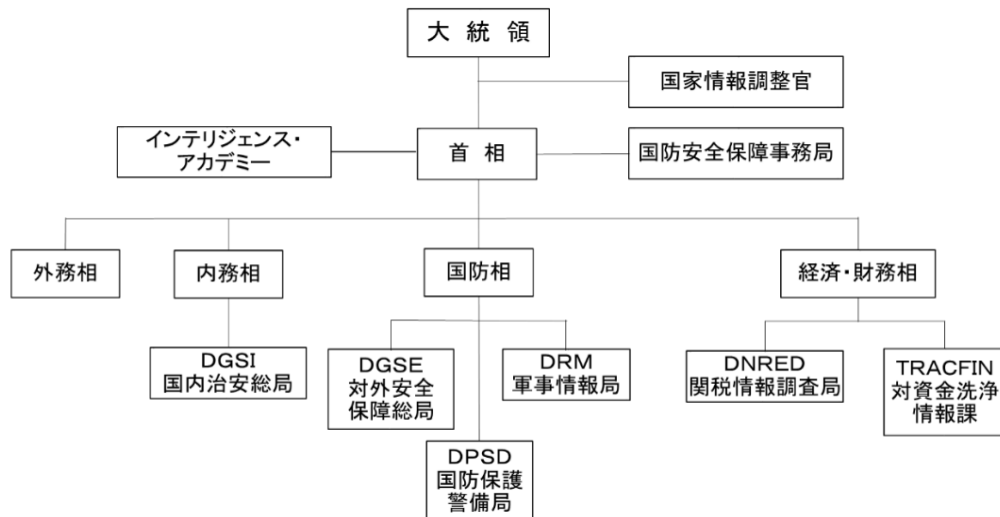 大 統 領
国家情報調整官
インテリジェンス・
アカデミー
首 相
国防安全保障事務局
外務相
内務相
国防相
経済・財務相
DGSI
国内治安総局
DGSE
対外安全
保障総局
DRM
軍事情報局
DNRED
関税情報調査局
TRACFIN
対資金洗浄
情報課
DPSD
国防保護
警備局